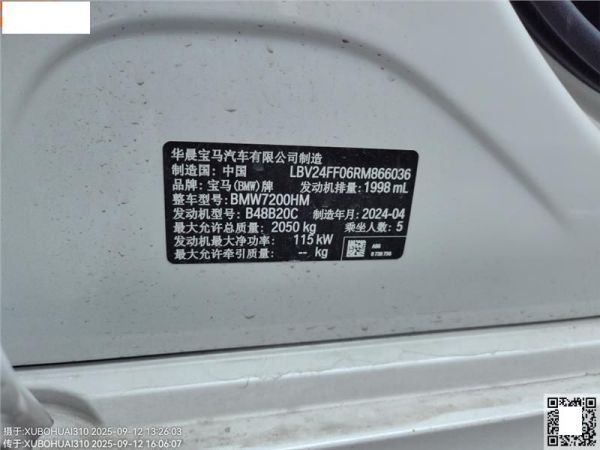 华晨宝马汽车有限公司制造
制造国：中国 LBV24FF06RM866036
品牌：宝马(BMW)牌 发动机排量：1998 mL
整车型号：BMW7200HM
发动机型号：B48B20C 制造年月：2024-04
最大允许总质量：2050 kg 乘坐人数：5
发动机最大净功率：115 kW
最大允许牵引质量：-- kg
摄于:XUBOHUAI310 2025-09-12 13:26:03
传于:XUBOHUAI310 2025-09-12 16:06:07